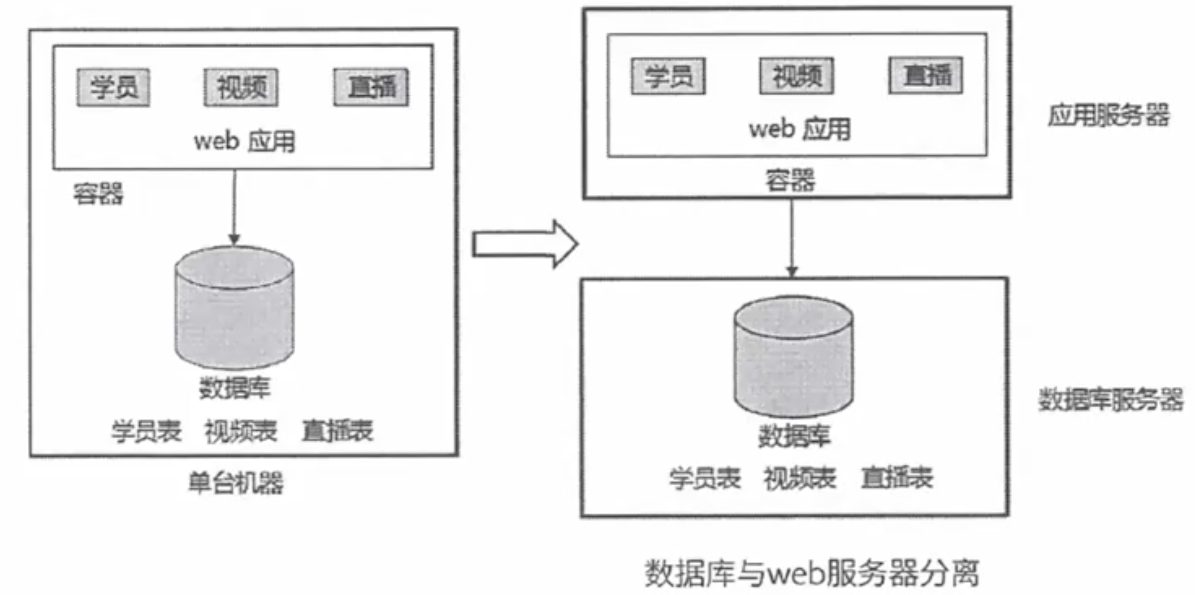 学员 视频 直播
web 应用
容器
数据库
学员表 视频表 直播表
单台机器
学员 视频 直播
web 应用
容器
应用服务器
数据库
学员表 视频表 直播表
数据库服务器
数据库与web服务器分离